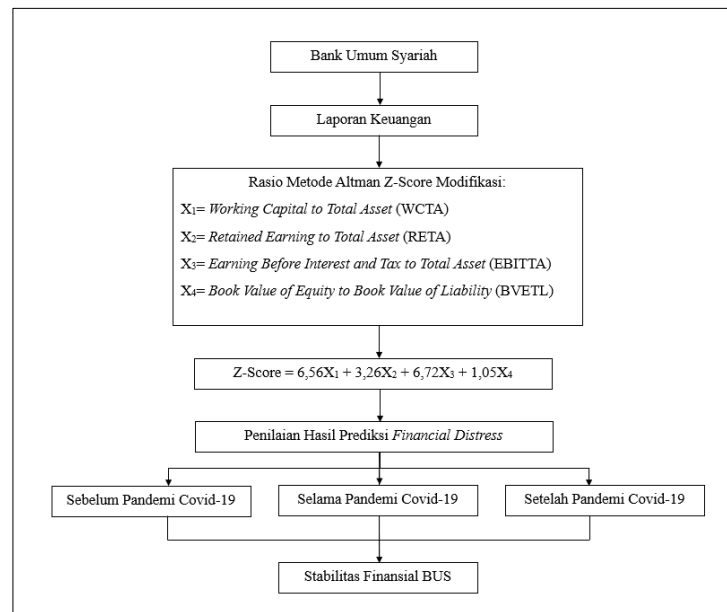 Bank Umum Syariah
Laporan Keuangan
Rasio Metode Altman Z-Score Modifikasi:
X₁= Working Capital to Total Asset (WCTA)
X₂= Retained Earning to Total Asset (RETA)
X₃= Earning Before Interest and Tax to Total Asset (EBITTA)
X₄= Book Value of Equity to Book Value of Liability (BVETL)
Z-Score = 6,56X₁ + 3,26X₂ + 6,72X₃ + 1,05X₄
Penilaian Hasil Prediksi Financial Distress
Sebelum Pandemi Covid-19
Selama Pandemi Covid-19
Setelah Pandemi Covid-19
Stabilitas Finansial BUS